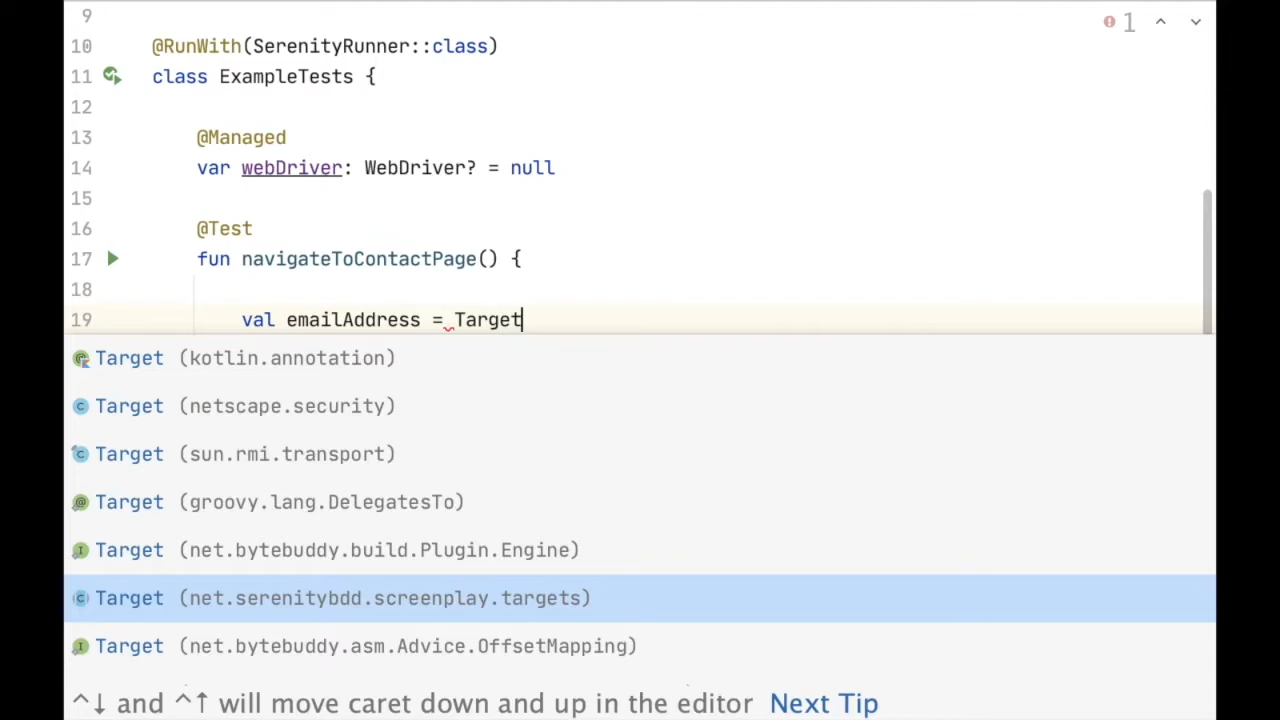 9
10 @RunWith(SerenityRunner::class)
11 class ExampleTests {
12
13 @Managed
14 var webDriver: WebDriver? = null
15
16 @Test
17 fun navigateToContactPage() {
18
19 val emailAddress = Target
1
Target (kotlin.annotation)
Target (netscape.security)
Target (sun.rmi.transport)
Target (groovy.lang.DelegatesTo)
Target (net.bytebuddy.build.Plugin.Engine)
Target (net.serenitybdd.screenplay.targets)
Target (net.bytebuddy.asm.Advice.OffsetMapping)
^↓ and ^↑ will move caret down and up in the editor Next Tip